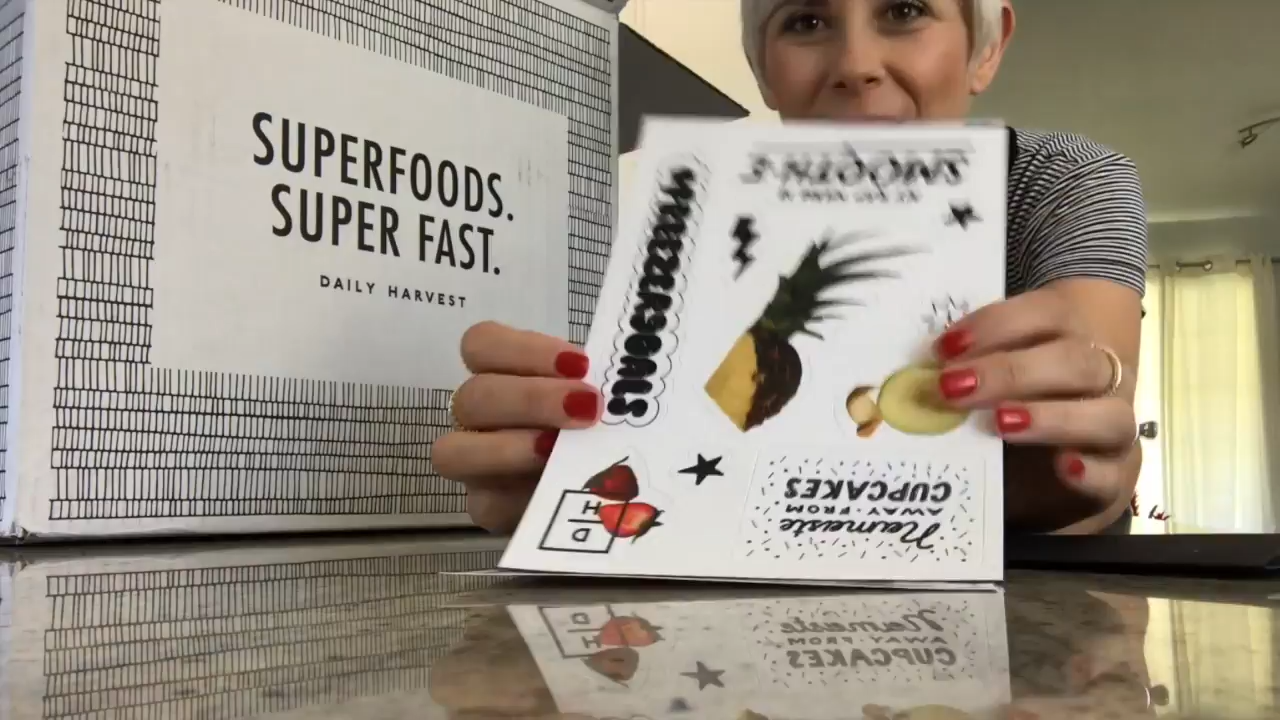 SUPERFOODS.
SUPER FAST.
DAILY HARVEST
Namaste
AWAY·FROM
CUPCAKES
H
D